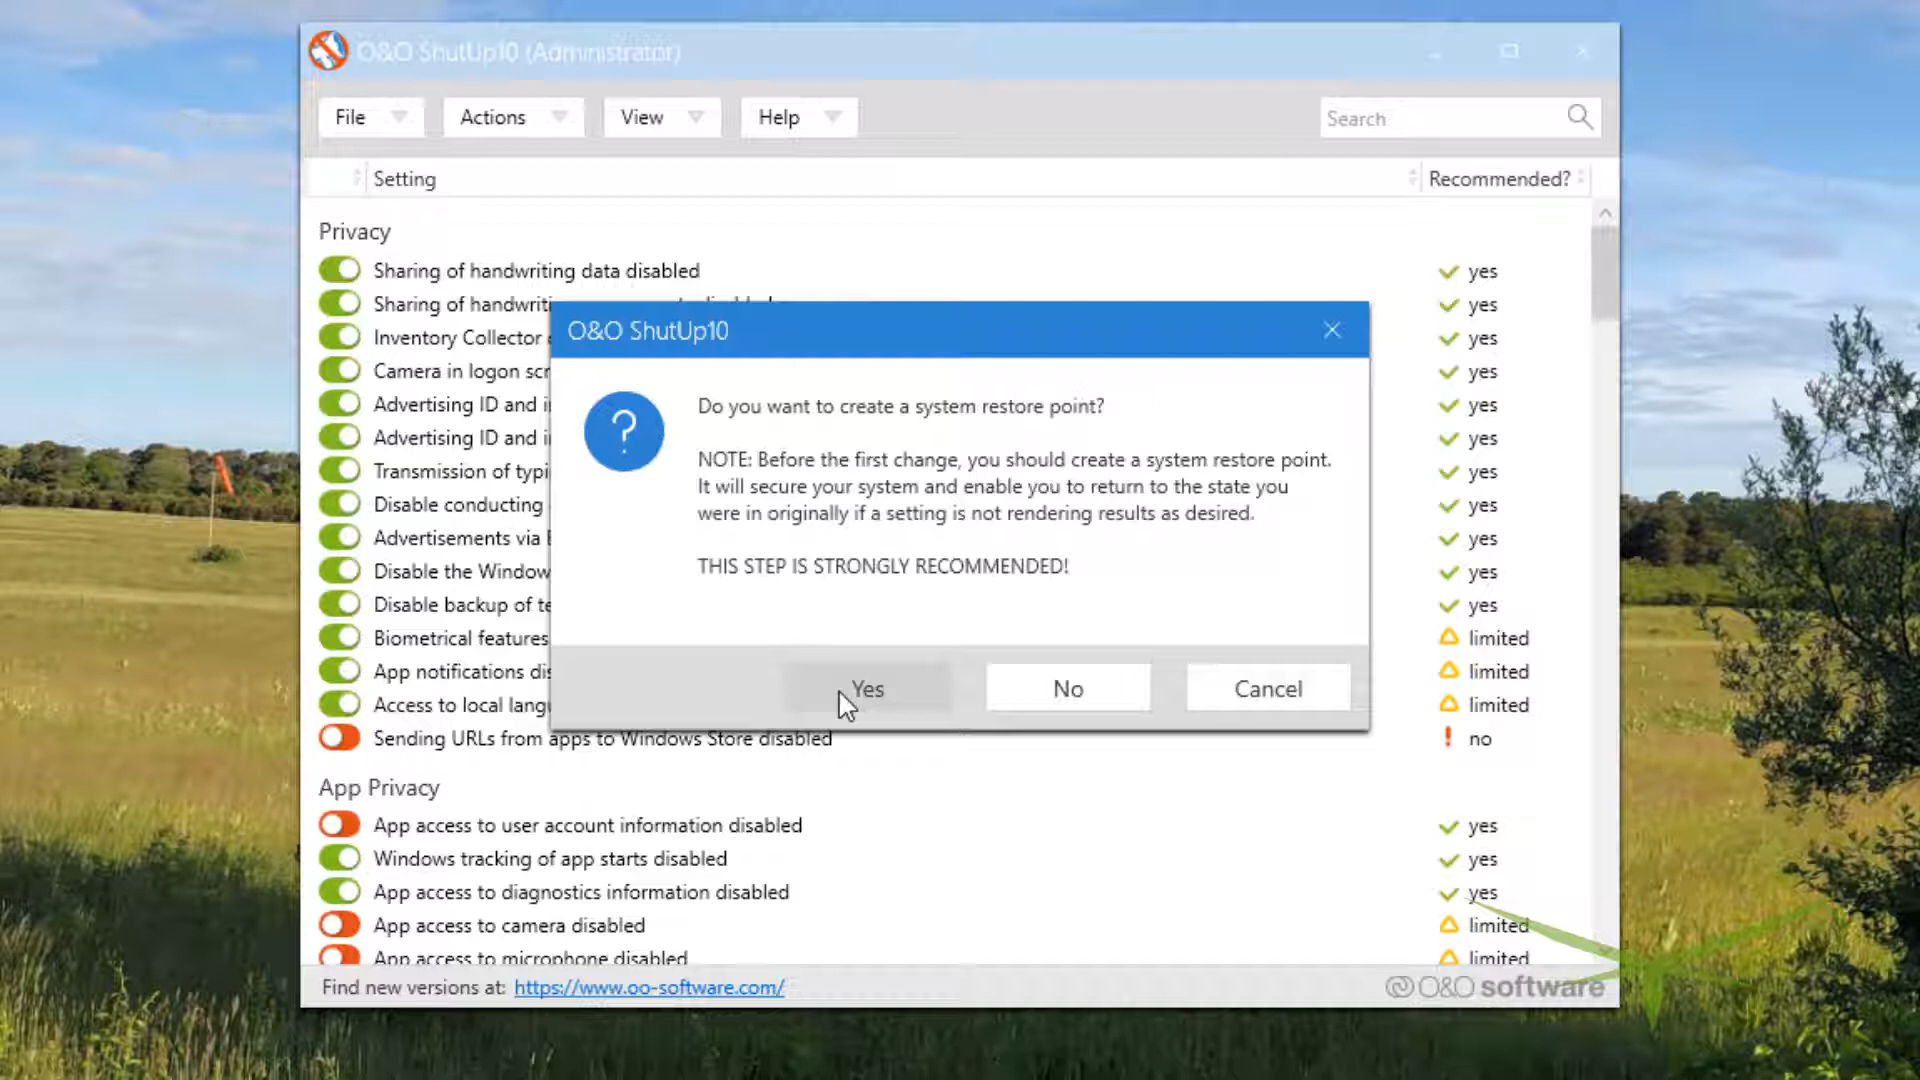 O&O ShutUp10 (Administrator)
File
Actions
View
Help
Search
Setting
Recommended?
Privacy
Sharing of handwriting data disabled
yes
Sharing of handwriti
yes
Inventory Collector
yes
Camera in logon scr
yes
Advertising ID and i
yes
Advertising ID and i
yes
Transmission of typi
yes
Disable conducting
yes
Advertisements via
yes
Disable the Window
yes
Disable backup of te
yes
Biometrical features
limited
App notifications dis
limited
Access to local langu
limited
Sending URLs from apps to Windows Store disabled
no
O&O ShutUp10
Do you want to create a system restore point?
NOTE: Before the first change, you should create a system restore point.
It will secure your system and enable you to return to the state you
were in originally if a setting is not rendering results as desired.
THIS STEP IS STRONGLY RECOMMENDED!
Yes
No
Cancel
App Privacy
App access to user account information disabled
yes
Windows tracking of app starts disabled
yes
App access to diagnostics information disabled
yes
App access to camera disabled
limited
App access to microphone disabled
limited
Find new versions at: https://www.oo-software.com/
O&O software